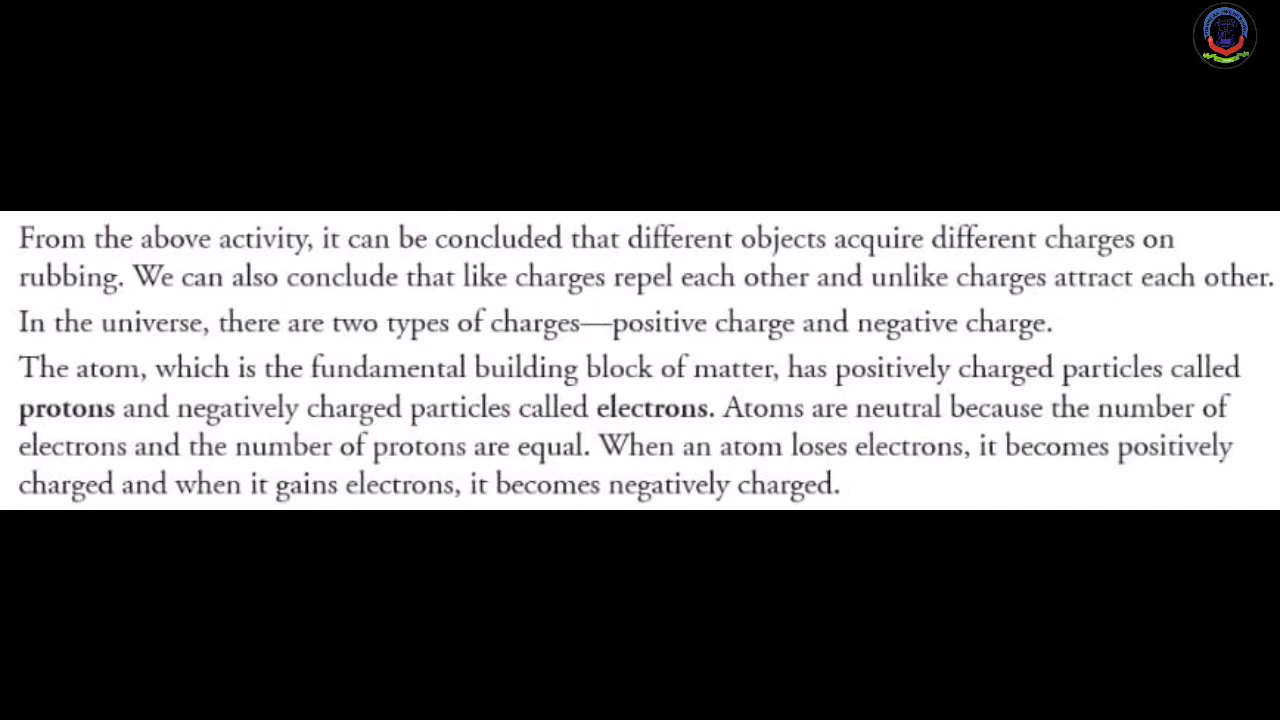 From the above activity, it can be concluded that different objects acquire different charges on
rubbing. We can also conclude that like charges repel each other and unlike charges attract each other.
In the universe, there are two types of charges—positive charge and negative charge.
The atom, which is the fundamental building block of matter, has positively charged particles called
protons and negatively charged particles called electrons. Atoms are neutral because the number of
electrons and the number of protons are equal. When an atom loses electrons, it becomes positively
charged and when it gains electrons, it becomes negatively charged.